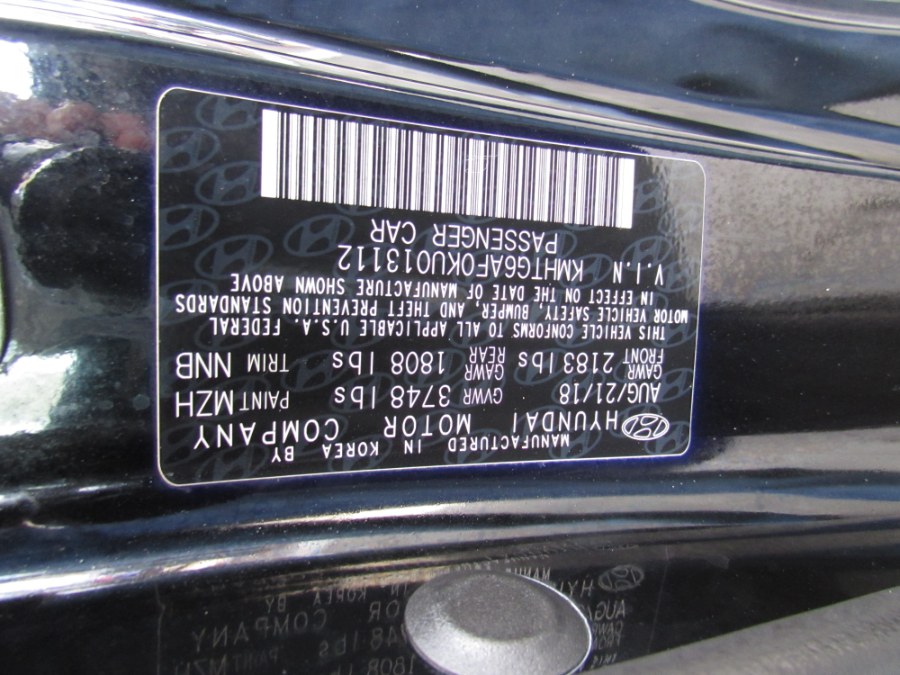 MANUFACTURED IN KOREA BY
HYUNDAI MOTOR COMPANY
AUG/21/18 GVWR 3748 lbs PAINT MZH
GAWR FRONT 2183 lbs GAWR REAR 1808 lbs TRIM NNB
THIS VEHICLE CONFORMS TO ALL APPLICABLE U.S.A. FEDERAL
MOTOR VEHICLE SAFETY, BUMPER, AND THEFT PREVENTION STANDARDS
IN EFFECT ON THE DATE OF MANUFACTURE SHOWN ABOVE
V.I.N KMHTG6AF0KU013112
PASSENGER CAR